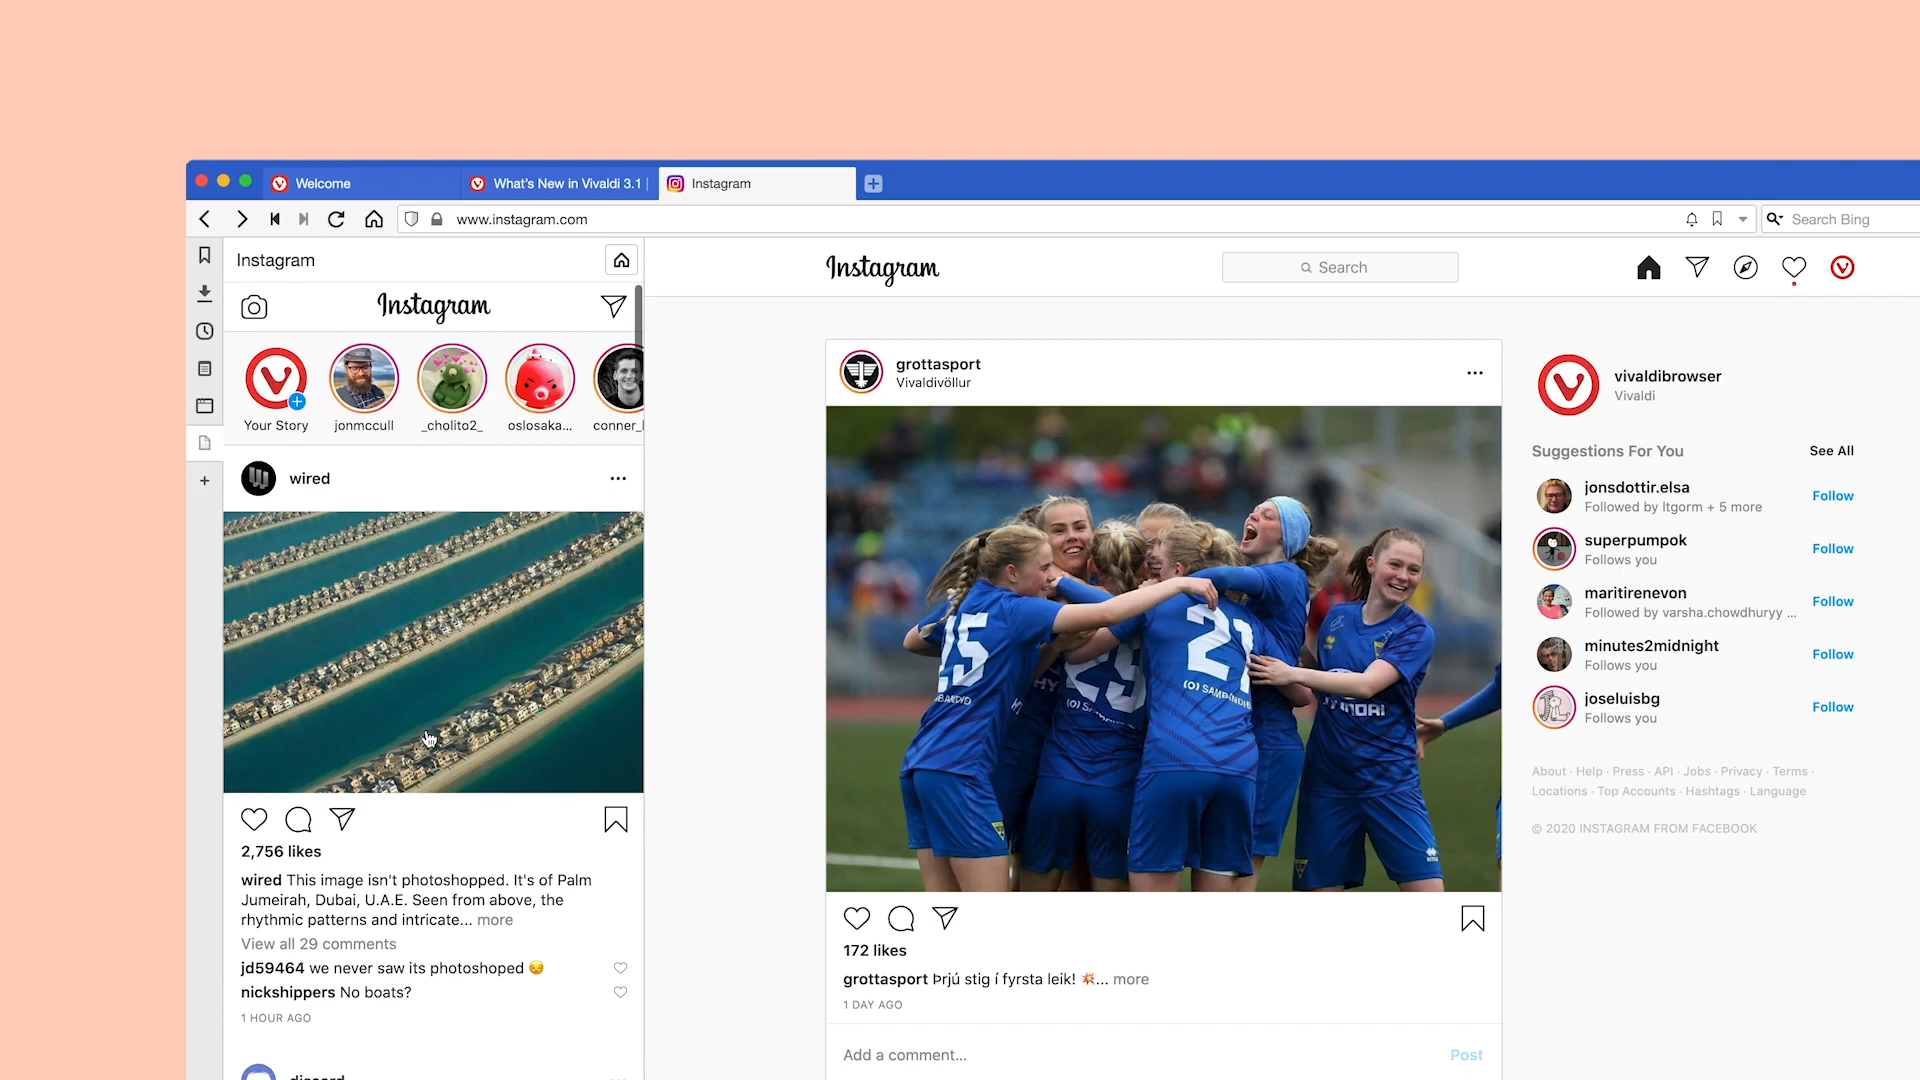 Welcome
What's New in Vivaldi 3.1 |
Instagram
www.instagram.com
Search Bing
Instagram
Instagram
Your Story
jonmccull
_cholito2_
oslosaka...
conner_
wired
2,756 likes
wired This image isn't photoshopped. It's of Palm
Jumeirah, Dubai, U.A.E. Seen from above, the
rhythmic patterns and intricate... more
View all 29 comments
jd59464 we never saw its photoshoped 😔
nickshippers No boats?
1 HOUR AGO
discord
Instagram
Search
grottasport
Vivaldivöllur
15
21
HYUNDAI
172 likes
grottasport Þrjú stig í fyrsta leik! 💥... more
1 DAY AGO
Add a comment...
Post
vivaldibrowser
Vivaldi
Suggestions For You
See All
jonsdottir.elsa
Followed by ltgorm + 5 more
Follow
superpumpok
Follows you
Follow
maritirenevon
Followed by varsha.chowdhuryy ...
Follow
minutes2midnight
Follows you
Follow
joseluisbg
Follows you
Follow
About · Help · Press · API · Jobs · Privacy · Terms ·
Locations · Top Accounts · Hashtags · Language
© 2020 INSTAGRAM FROM FACEBOOK